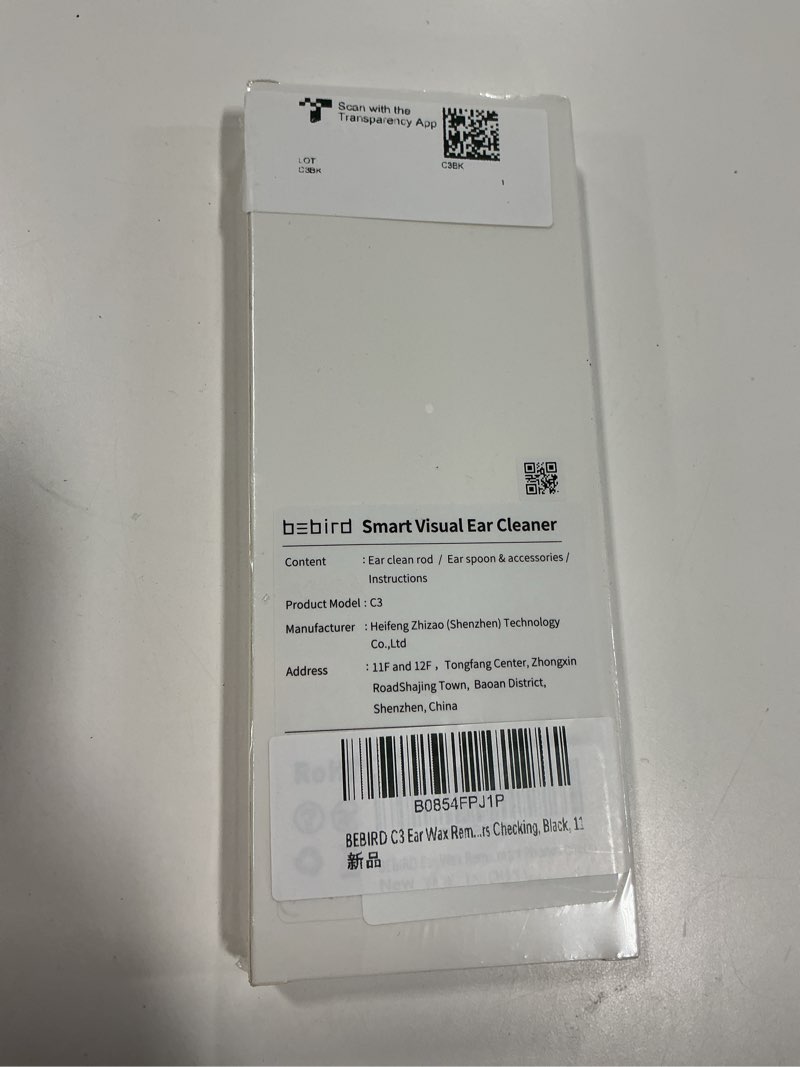 Scan with the
Transparency App
LOT
C3BK
C3BK
1
bebird Smart Visual Ear Cleaner
Content : Ear clean rod / Ear spoon & accessories /
Instructions
Product Model : C3
Manufacturer : Heifeng Zhizao (Shenzhen) Technology
Co.,Ltd
Address : 11F and 12F , Tongfang Center, Zhongxin
RoadShajing Town, Baoan District,
Shenzhen, China
B0854FPJ1P
BEBIRD C3 Ear Wax Rem...rs Checking, Black, 11
新品